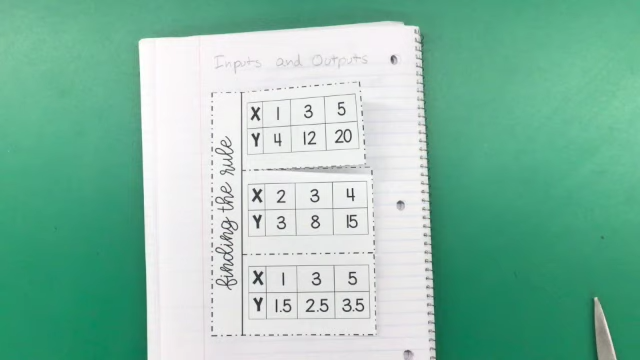 Inputs and Outputs
finding the rule
X 1 3 5
Y 4 12 20
X 2 3 4
Y 3 8 15
X 1 3 5
Y 1.5 2.5 3.5